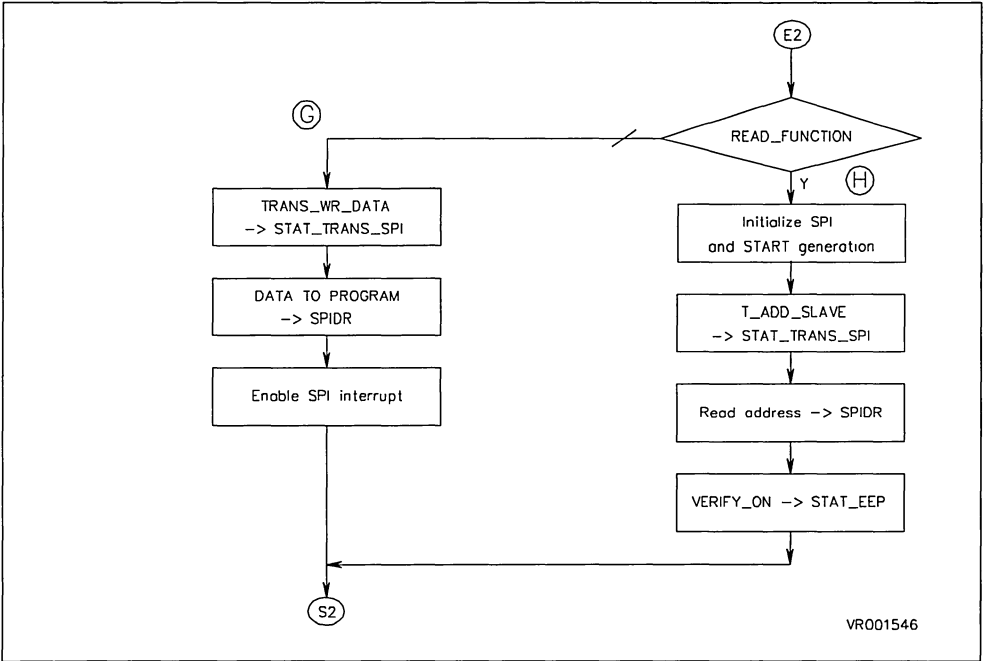 E2
G
READ_FUNCTION
Y
H
TRANS_WR_DATA
-> STAT_TRANS_SPI
Initialize SPI
and START generation
DATA TO PROGRAM
-> SPIDR
T_ADD_SLAVE
-> STAT_TRANS_SPI
Enable SPI interrupt
Read address -> SPIDR
VERIFY_ON -> STAT_EEP
S2
VR001546